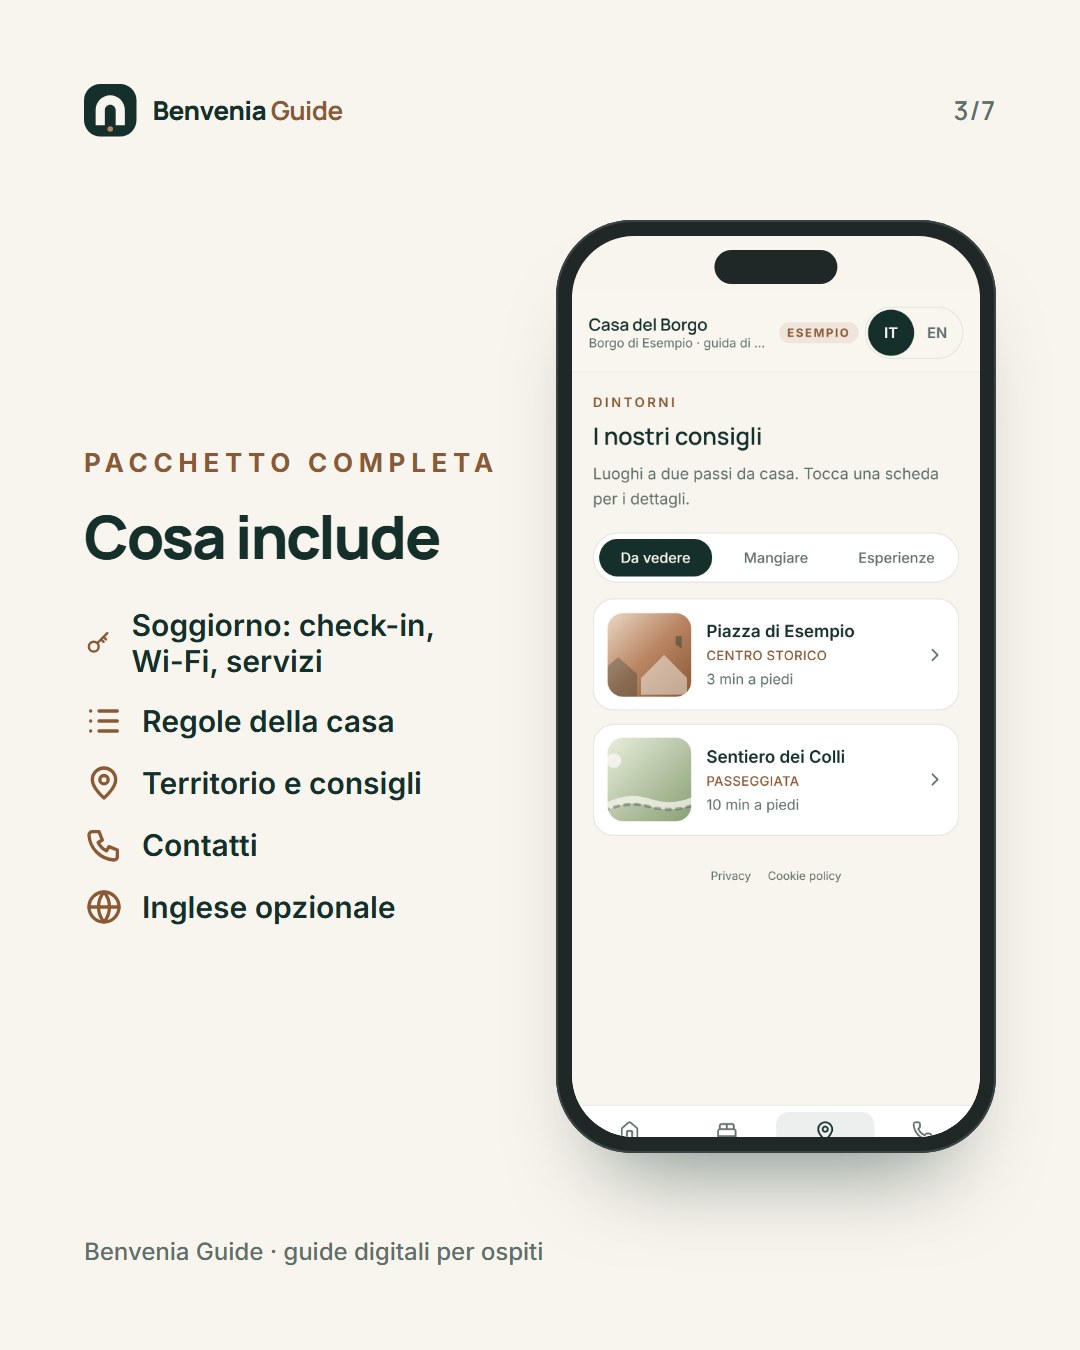 Benvenia Guide
3/7
PACCHETTO COMPLETA
Cosa include
Soggiorno: check-in,
Wi-Fi, servizi
Regole della casa
Territorio e consigli
Contatti
Inglese opzionale
Casa del Borgo
Borgo di Esempio · guida di ...
ESEMPIO
IT
EN
DINTORNI
I nostri consigli
Luoghi a due passi da casa. Tocca una scheda
per i dettagli.
Da vedere
Mangiare
Esperienze
Piazza di Esempio
CENTRO STORICO
3 min a piedi
Sentiero dei Colli
PASSEGGIATA
10 min a piedi
Privacy
Cookie policy
Benvenia Guide · guide digitali per ospiti